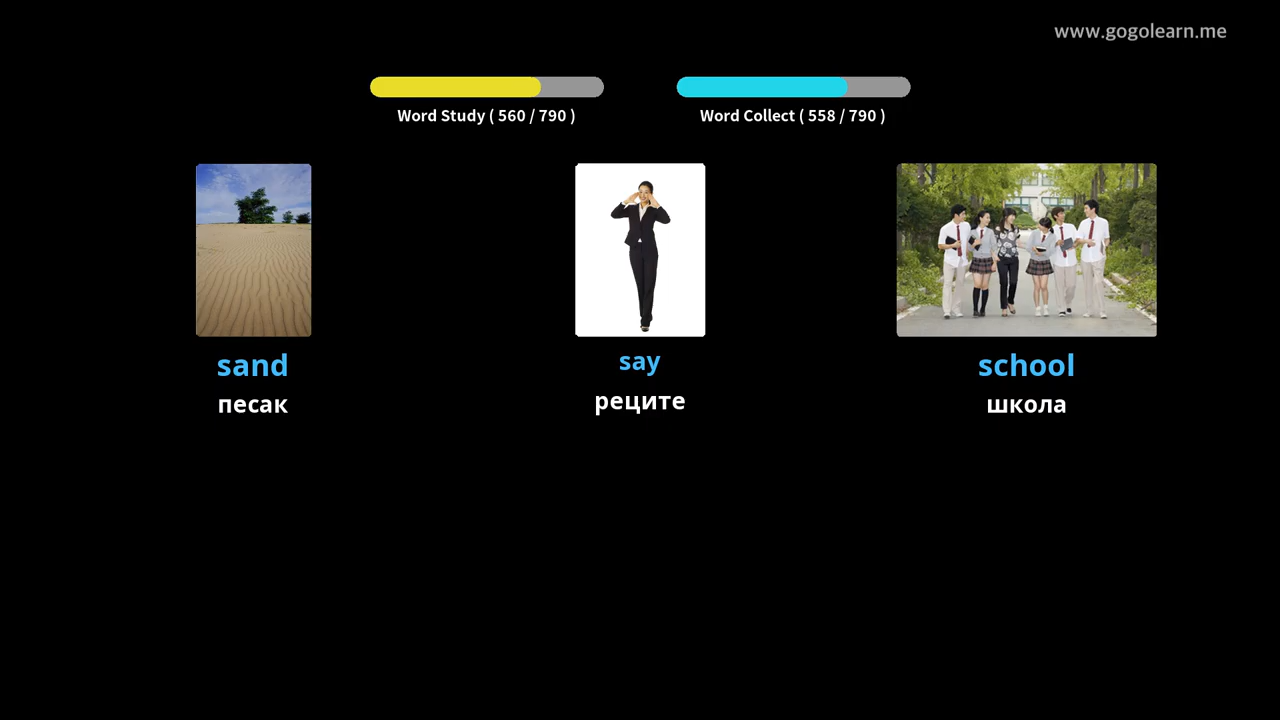 www.gogolearn.me
Word Study ( 560 / 790 )
Word Collect ( 558 / 790 )
sand
песак
say
реците
school
школа